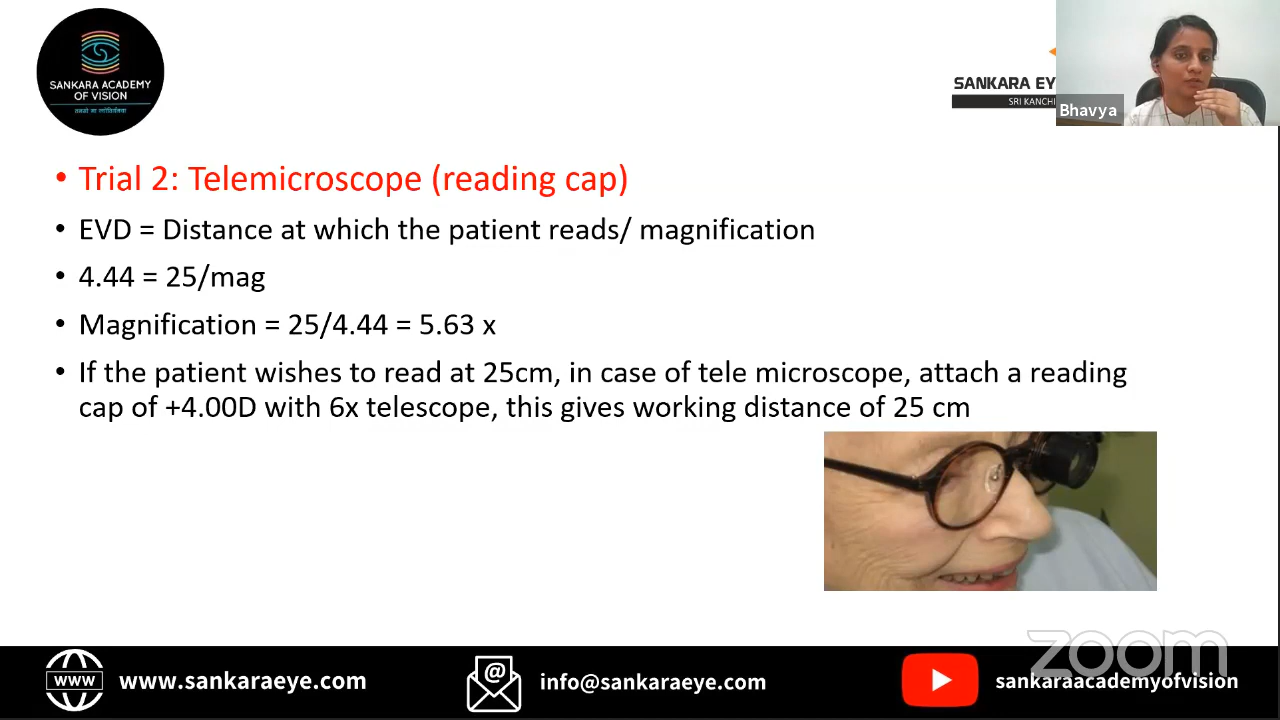 SANKARA ACADEMY
OF VISION
तमसो मा ज्योतिर्गमय
SANKARA EY
SRI KANCHI
Bhavya
• Trial 2: Telemicroscope (reading cap)
• EVD = Distance at which the patient reads/ magnification
• 4.44 = 25/mag
• Magnification = 25/4.44 = 5.63 x
• If the patient wishes to read at 25cm, in case of tele microscope, attach a reading
cap of +4.00D with 6x telescope, this gives working distance of 25 cm
zoom
www
www.sankaraeye.com
@
info@sankaraeye.com
sankaraacademyofvision